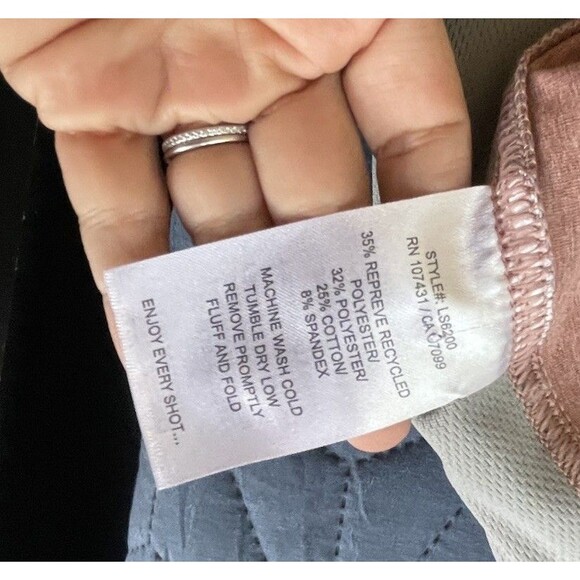 STYLE#: LS6200
RN 107431 / CA 07089
35% REPREVE RECYCLED
POLYESTER/
32% POLYESTER/
25% COTTON/
8% SPANDEX
MACHINE WASH COLD
TUMBLE DRY LOW
REMOVE PROMPTLY
FLUFF AND FOLD
ENJOY EVERY SHOT...